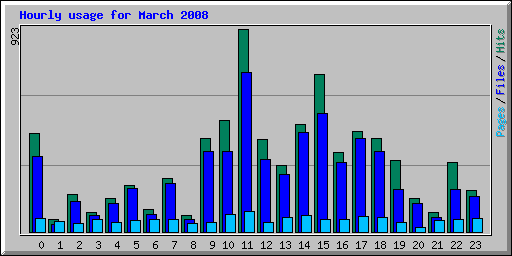 Hourly usage for March 2008
923
Pages / Files / Hits
0 1 2 3 4 5 6 7 8 9 10 11 12 13 14 15 16 17 18 19 20 21 22 23